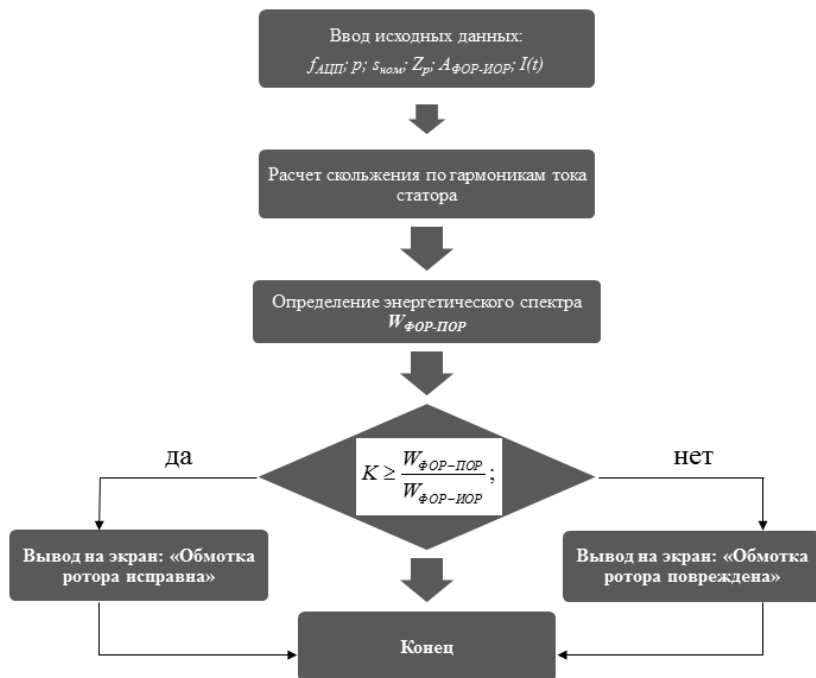 Ввод исходных данных:
f_АЦП; p; s_ном; Z_p; A_ФОР-ИОР; I(t)
Расчет скольжения по гармоникам тока
статора
Определение энергетического спектра
W_ФОР-ПОР
да
нет
K ≥ W_ФОР−ПОР / W_ФОР−ИОР ;
Вывод на экран: «Обмотка
ротора исправна»
Вывод на экран: «Обмотка
ротора повреждена»
Конец